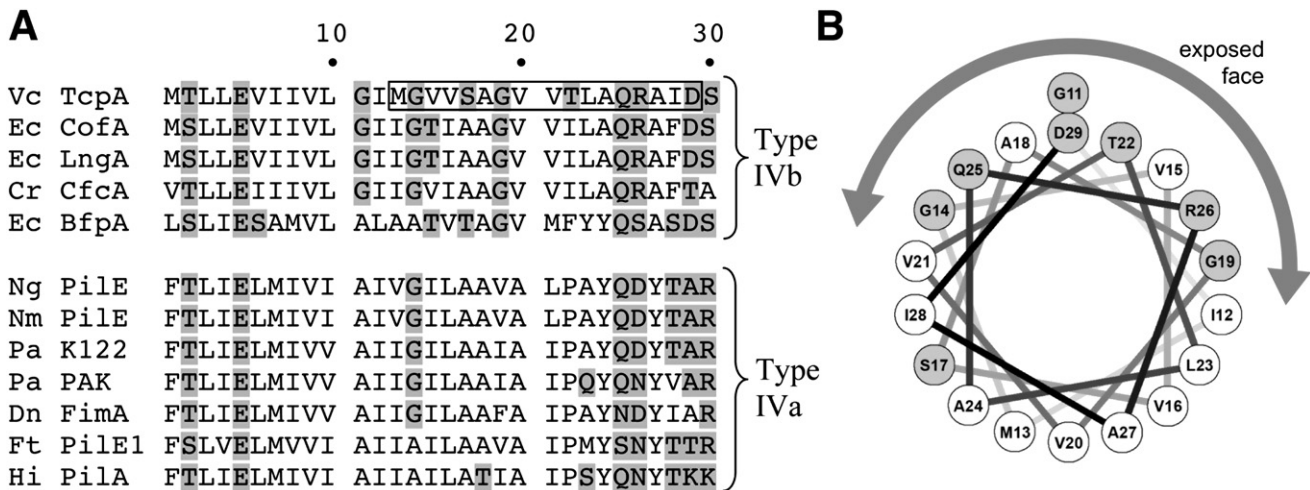 A
10 20 30
Vc TcpA MTLLEVIIVL GIMGVVSAGV VTLAQRAIDS
Ec CofA MSLLEVIIVL GIIGTIAAGV VILAQRAFDS
Ec LngA MSLLEVIIVL GIIGTIAAGV VILAQRAFDS
Cr CfcA VTLLEIIIVL GIIGVIAAGV VILAQRAFTA
Ec BfpA LSLIESAMVL ALAATVTAGV MFYYQSASDS
Type
IVb
Ng PilE FTLIELMIVI AIVGILAAVA LPAYQDYTAR
Nm PilE FTLIELMIVI AIVGILAAVA LPAYQDYTAR
Pa K122 FTLIELMIVV AIIGILAAIA IPAYQDYTAR
Pa PAK FTLIELMIVV AIIGILAAIA IPQYQNYVAR
Dn FimA FTLIELMIVV AIIGILAAFA IPAYNDYIAR
Ft PilE1 FSLVELMVVI AIIAILAAVA IPMYSNYTTR
Hi PilA FTLIELMIVI AIIAILATIA IPSYQNYTKK
Type
IVa
B
exposed
face
G11
D29
A18
T22
Q25
V15
G14
R26
V21
G19
I28
I12
S17
L23
A24
V16
M13
A27
V20